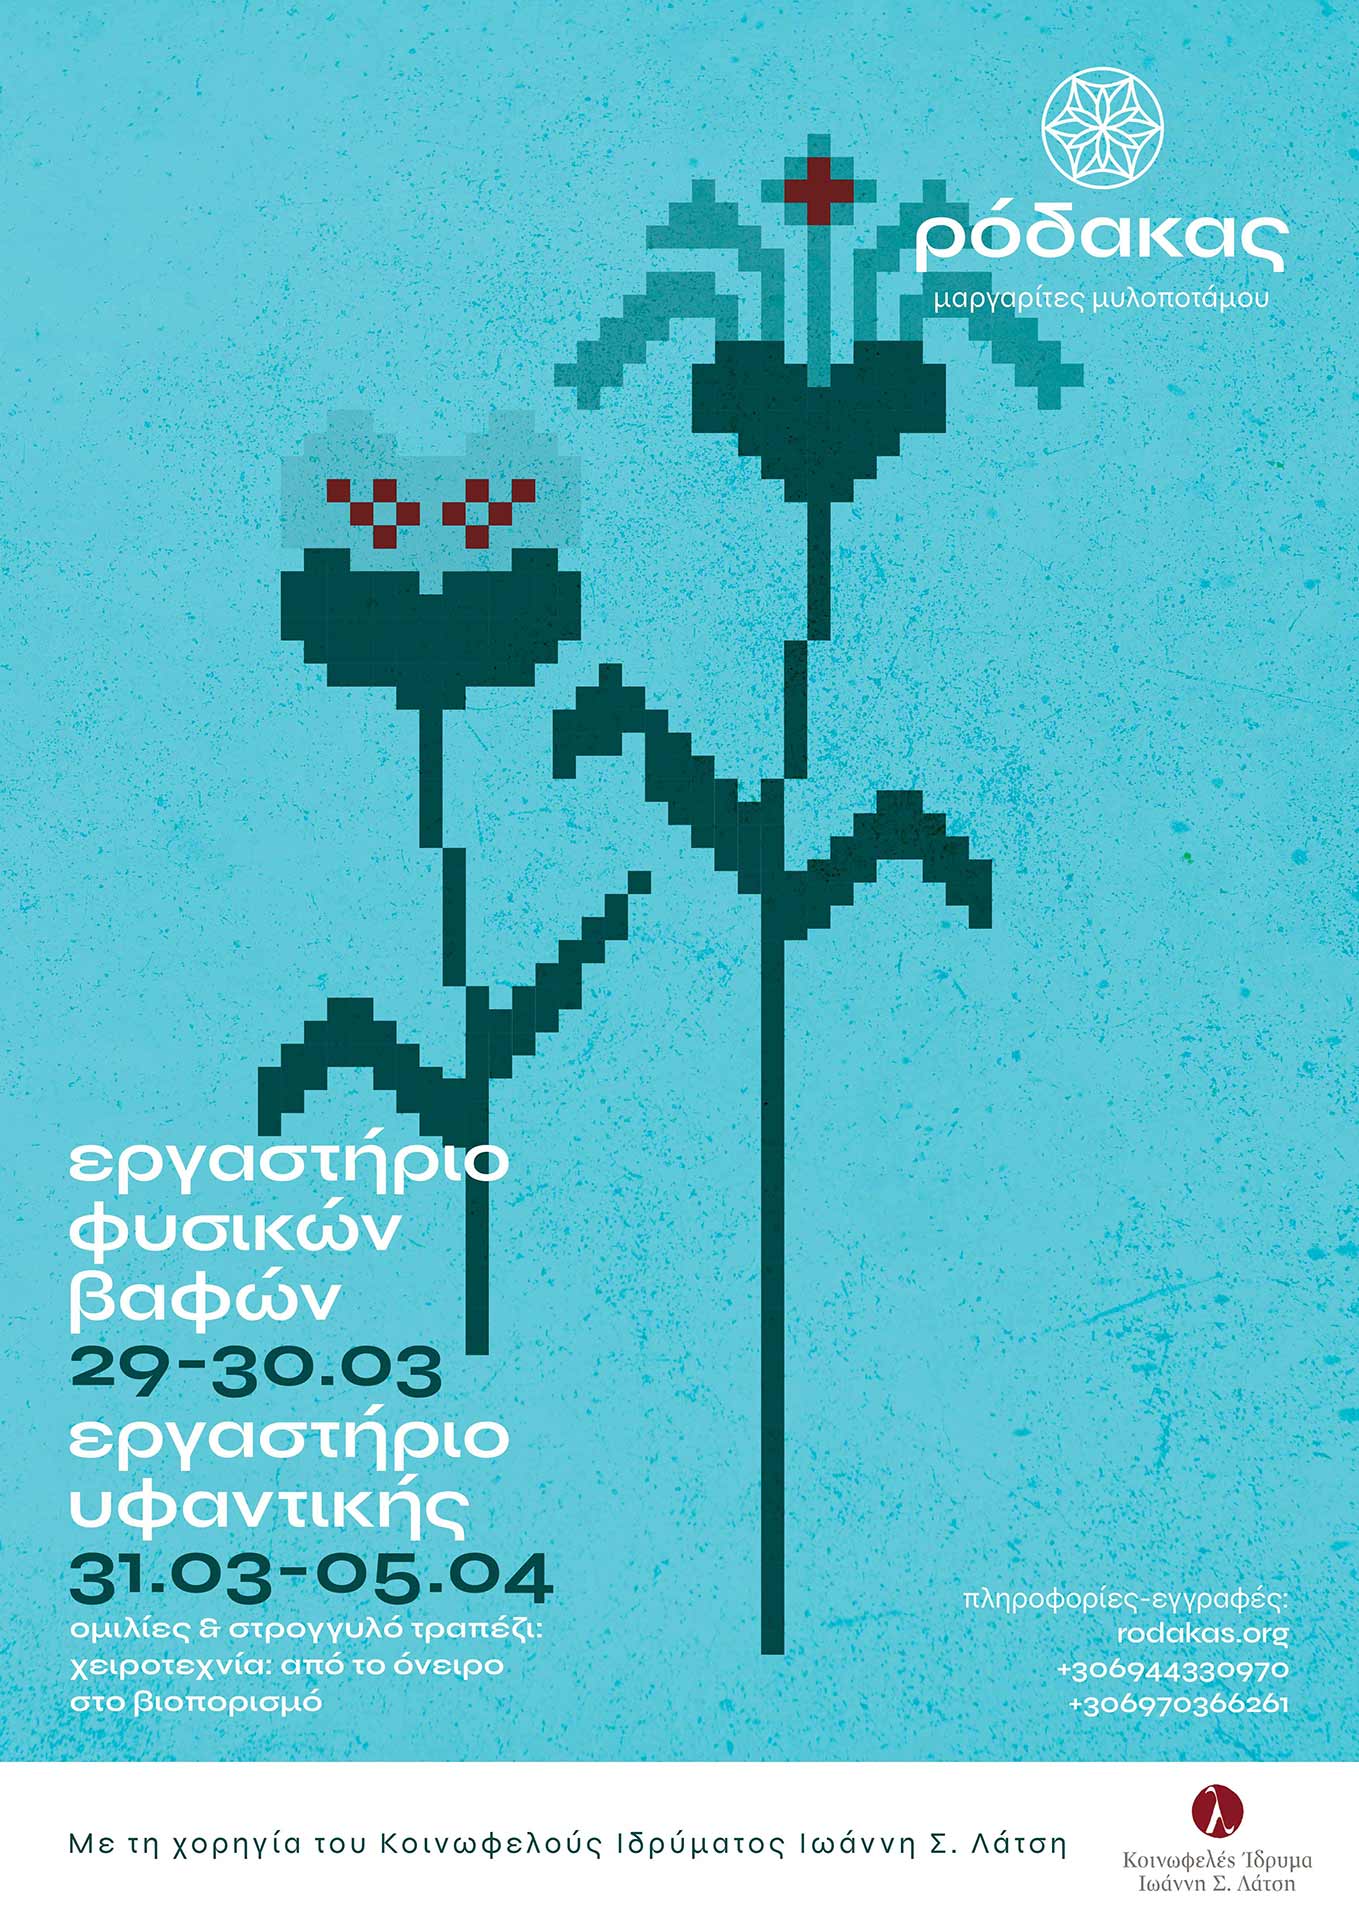 ρόδακας
μαργαρίτες μυλοποτάμου
εργαστήριο
φυσικών
βαφών
29-30.03
εργαστήριο
υφαντικής
31.03-05.04
ομιλίες & στρογγυλό τραπέζι:
χειροτεχνία: από το όνειρο
στο βιοπορισμό
πληροφορίες-εγγραφές:
rodakas.org
+306944330970
+306970366261
Με τη χορηγία του Κοινωφελούς Ιδρύματος Ιωάννη Σ. Λάτση
Κοινωφελές Ίδρυμα
Ιωάννη Σ. Λάτση